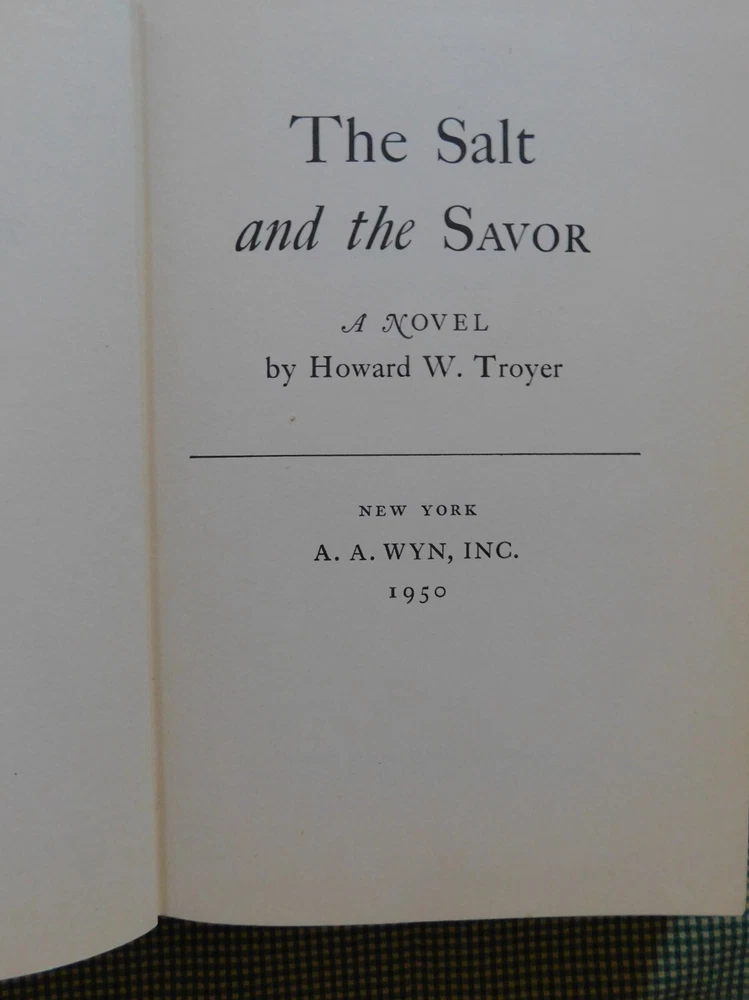 The Salt
and the SAVOR
A NOVEL
by Howard W. Troyer
NEW YORK
A. A. WYN, INC.
1950